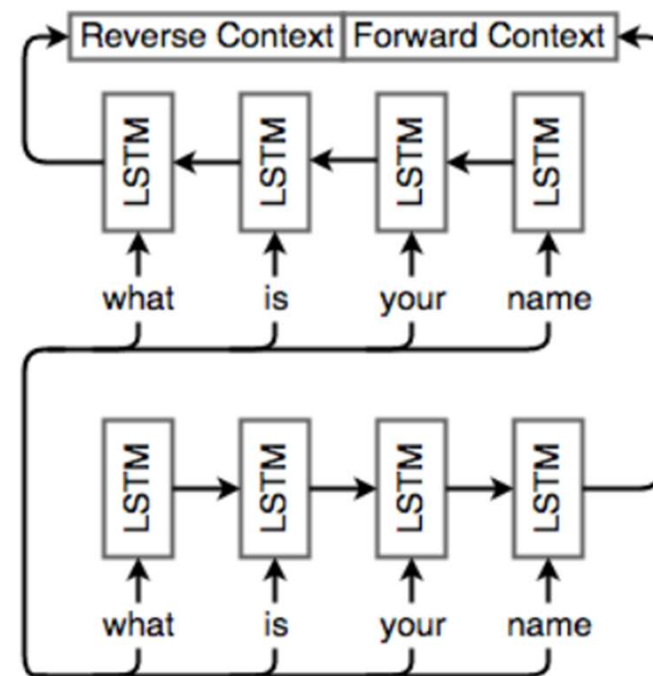 Reverse Context Forward Context
LSTM LSTM LSTM LSTM
what is your name
LSTM LSTM LSTM LSTM
what is your name